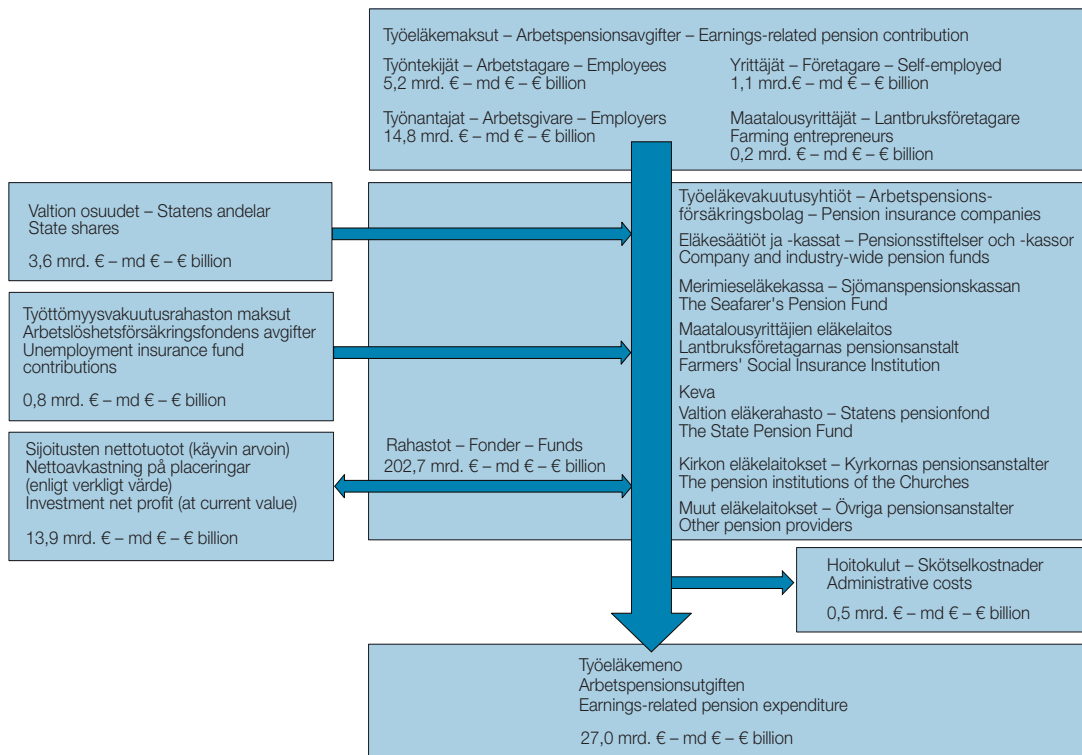 Työeläkemaksut – Arbetspensionsavgifter – Earnings-related pension contribution
Työntekijät – Arbetstagare – Employees
5,2 mrd. € – md € – € billion
Yrittäjät – Företagare – Self-employed
1,1 mrd.€ – md € – € billion
Työnantajat – Arbetsgivare – Employers
14,8 mrd. € – md € – € billion
Maatalousyrittäjät – Lantbruksföretagare
Farming entrepreneurs
0,2 mrd. € – md € – € billion
Valtion osuudet – Statens andelar
State shares
3,6 mrd. € – md € – € billion
Työttömyysvakuutusrahaston maksut
Arbetslöshetsförsäkringsfondens avgifter
Unemployment insurance fund
contributions
0,8 mrd. € – md € – € billion
Sijoitusten nettotuotot (käyvin arvoin)
Nettoavkastning på placeringar
(enligt verkligt värde)
Investment net profit (at current value)
13,9 mrd. € – md € – € billion
Rahastot – Fonder – Funds
202,7 mrd. € – md € – € billion
Työeläkevakuutusyhtiöt – Arbetspensions-
försäkringsbolag – Pension insurance companies
Eläkesäätiöt ja -kassat – Pensionsstiftelser och -kassor
Company and industry-wide pension funds
Merimieseläkekassa – Sjömanspensionskassan
The Seafarer's Pension Fund
Maatalousyrittäjien eläkelaitos
Lantbruksföretagarnas pensionsanstalt
Farmers' Social Insurance Institution
Keva
Valtion eläkerahasto – Statens pensionfond
The State Pension Fund
Kirkon eläkelaitokset – Kyrkornas pensionsanstalter
The pension institutions of the Churches
Muut eläkelaitokset – Övriga pensionsanstalter
Other pension providers
Hoitokulut – Skötselkostnader
Administrative costs
0,5 mrd. € – md € – € billion
Työeläkemeno
Arbetspensionsutgiften
Earnings-related pension expenditure
27,0 mrd. € – md € – € billion